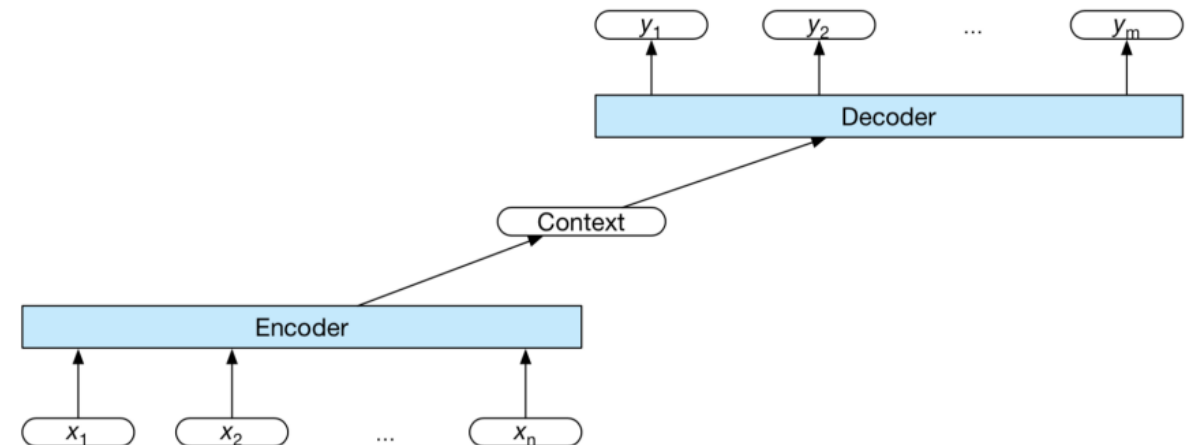 y₁ y₂ ... yₘ
Decoder
Context
Encoder
x₁ x₂ ... xₙ